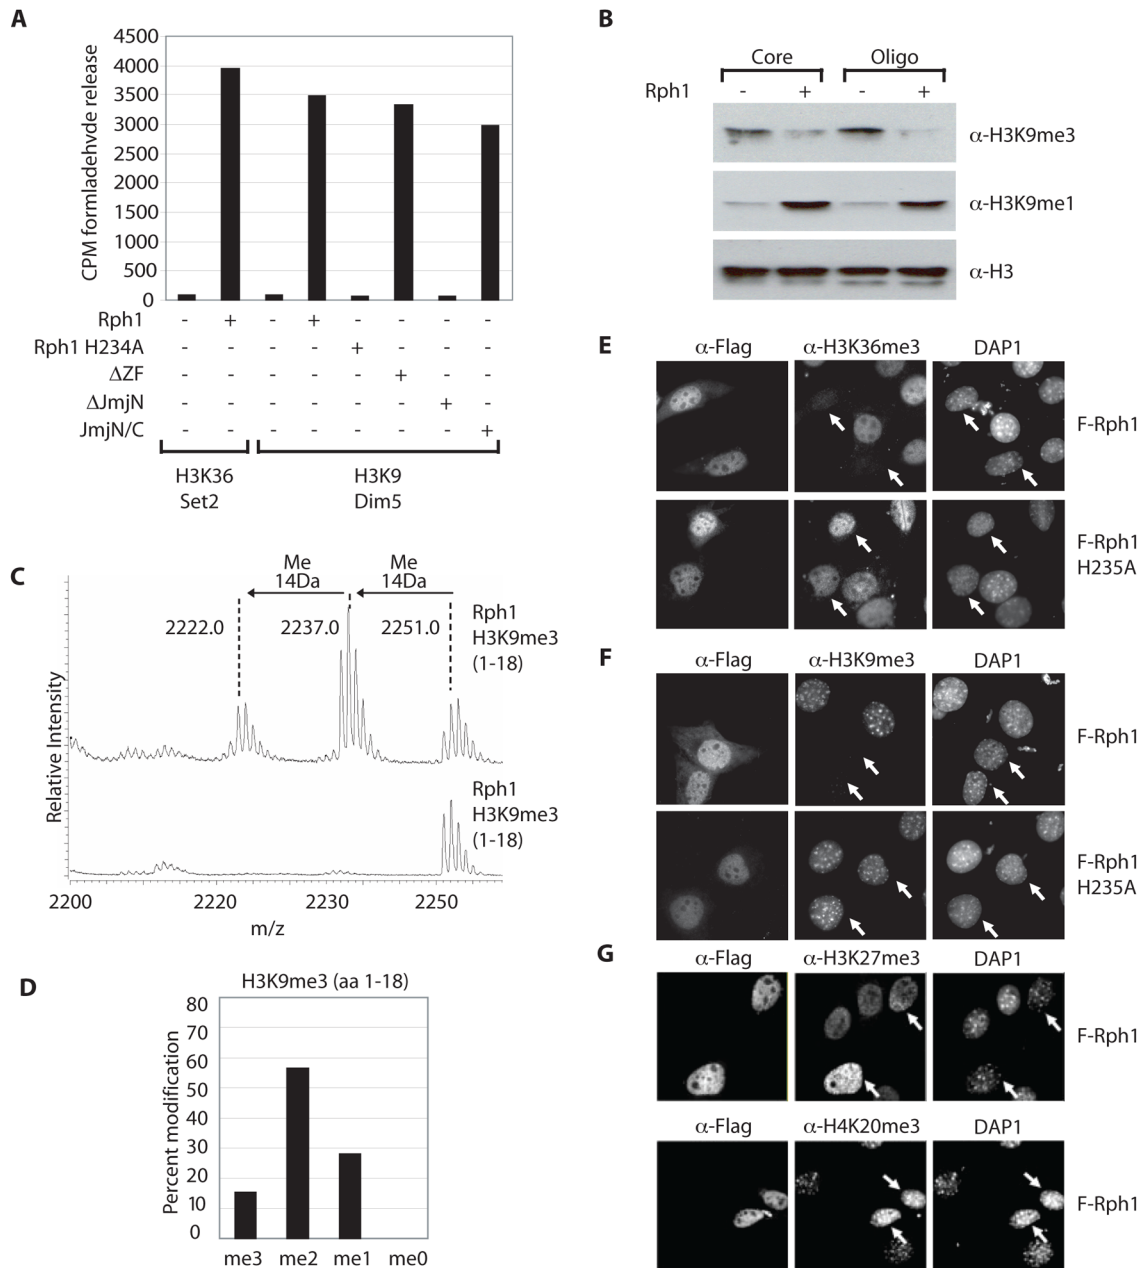 A
4500
4000
3500
3000
2500
2000
1500
1000
500
0
CPM formladehvde release
Rph1 - + - + - - - -
Rph1 H234A - - - - + - - -
ΔZF - - - - - + - -
ΔJmjN - - - - - - + -
JmjN/C - - - - - - - +
H3K36
Set2
H3K9
Dim5
B
Core Oligo
Rph1 - + - +
α-H3K9me3
α-H3K9me1
α-H3
C
Me
14Da
Me
14Da
2222.0 2237.0 2251.0
Rph1
H3K9me3
(1-18)
Rph1
H3K9me3
(1-18)
Relative Intensity
2200 2220 2230 2250
m/z
D
H3K9me3 (aa 1-18)
80
70
60
50
40
30
20
10
0
Percent modification
me3 me2 me1 me0
E
α-Flag α-H3K36me3 DAP1
F-Rph1
F-Rph1
H235A
F
α-Flag α-H3K9me3 DAP1
F-Rph1
F-Rph1
H235A
G
α-Flag α-H3K27me3 DAP1
F-Rph1
α-Flag α-H4K20me3 DAP1
F-Rph1